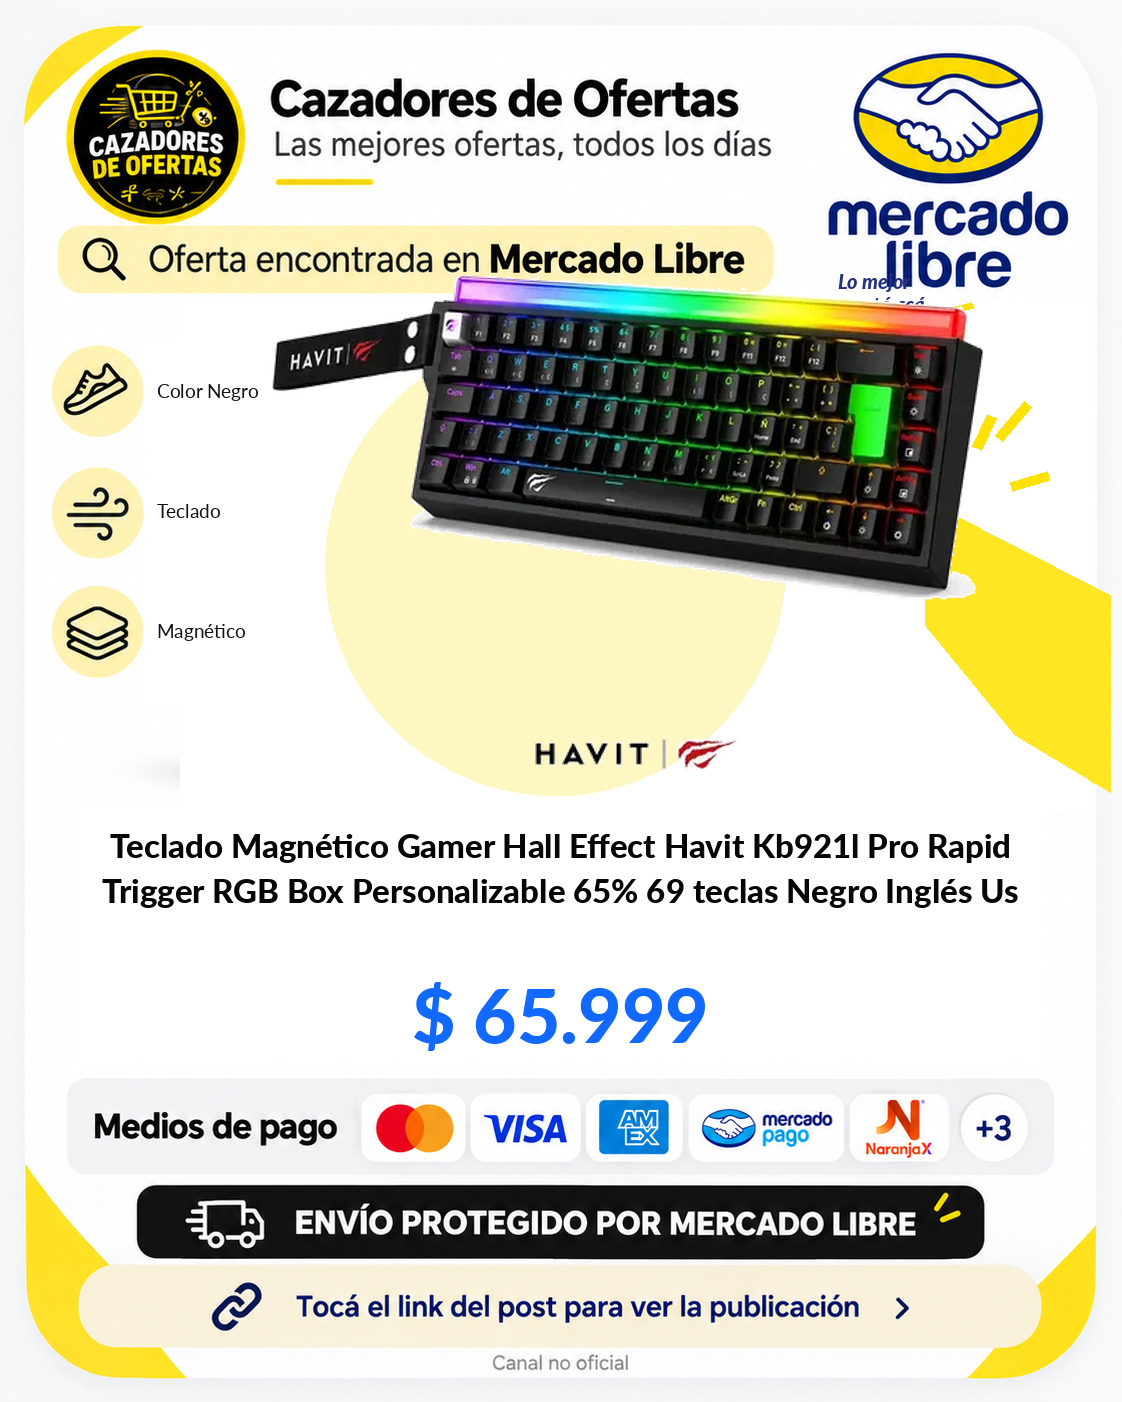 CAZADORES
DE OFERTAS
Cazadores de Ofertas
Las mejores ofertas, todos los días
mercado
libre
Lo mejor
Oferta encontrada en Mercado Libre
HAVIT
Color Negro
Teclado
Magnético
HAVIT
Teclado Magnético Gamer Hall Effect Havit Kb921l Pro Rapid
Trigger RGB Box Personalizable 65% 69 teclas Negro Inglés Us
$ 65.999
Medios de pago
VISA
AM
EX
mercado
pago
NaranjaX
+3
ENVÍO PROTEGIDO POR MERCADO LIBRE
Tocá el link del post para ver la publicación
Canal no oficial